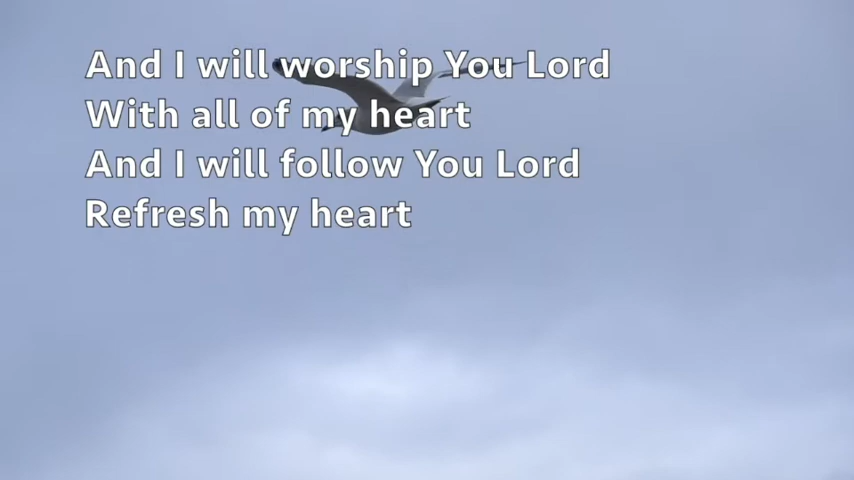 And I will worship You Lord
With all of my heart
And I will follow You Lord
Refresh my heart